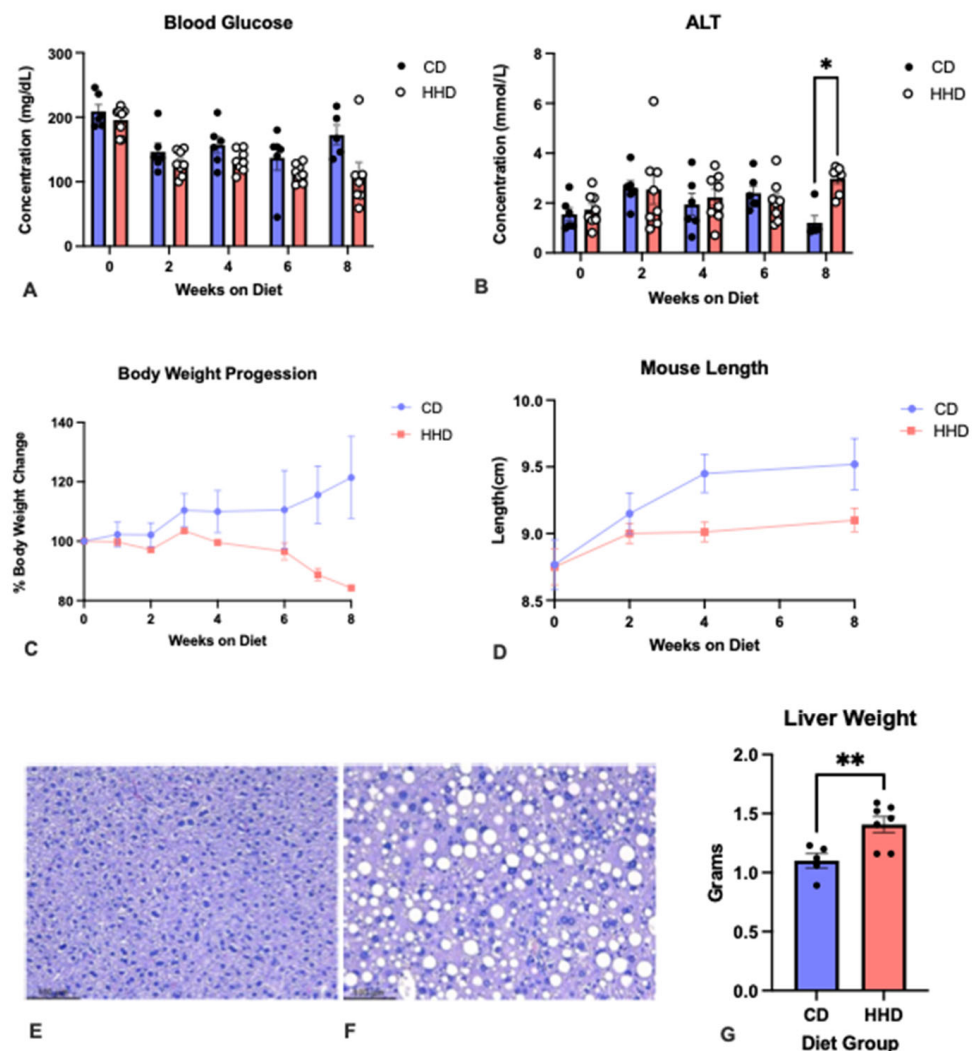 Blood Glucose
Concentration (mg/dL)
300
200
100
0
0 2 4 6 8
Weeks on Diet
CD
HHD
A
ALT
Concentration (mmol/L)
8
6
4
2
0
0 2 4 6 8
Weeks on Diet
*
CD
HHD
B
Body Weight Progession
% Body Weight Change
140
120
100
80
0 2 4 6 8
Weeks on Diet
CD
HHD
C
Mouse Length
Length(cm)
10.0
9.5
9.0
8.5
0 2 4 6 8
Weeks on Diet
CD
HHD
D
E
F
Liver Weight
Grams
2.0
1.5
1.0
0.5
0.0
**
CD HHD
Diet Group
G